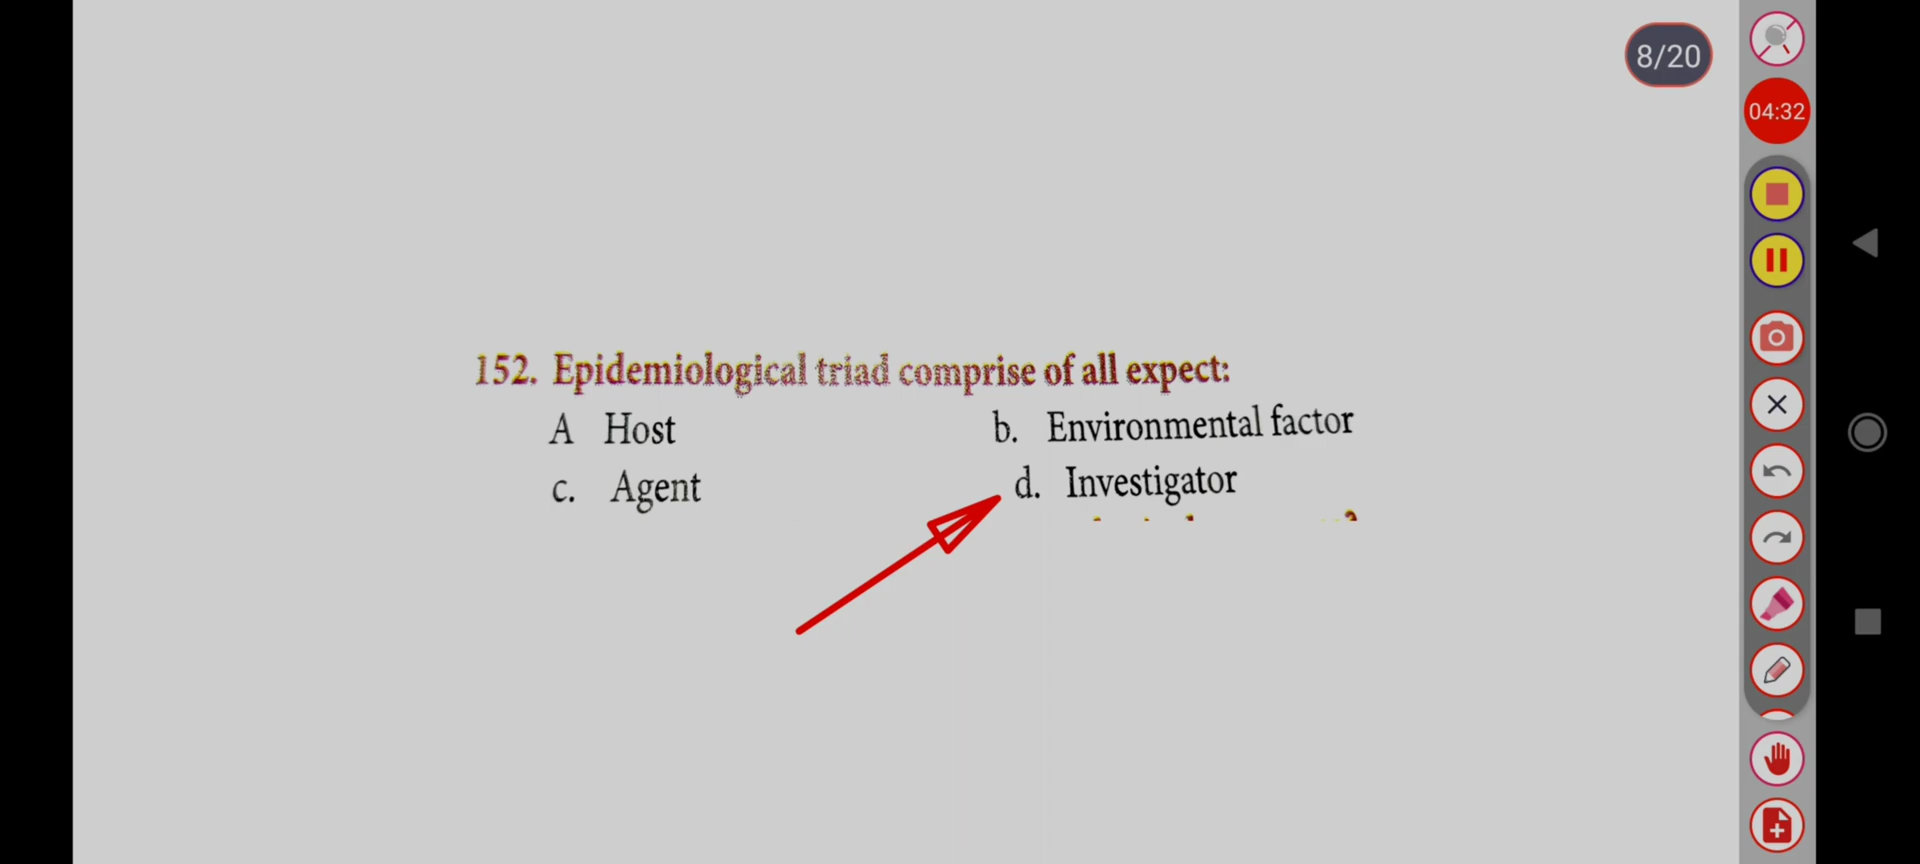 8/20
04:32
152. Epidemiological triad comprise of all expect:
A Host b. Environmental factor
c. Agent d. Investigator